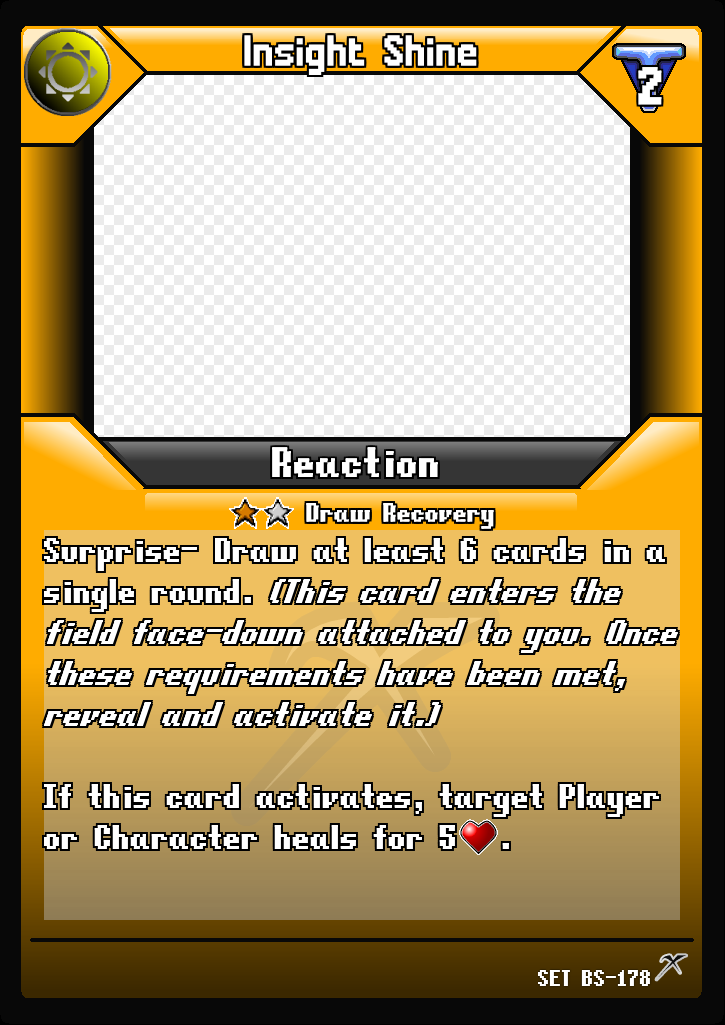 Insight Shine
2
Reaction
Draw Recovery
Surprise- Draw at least 6 cards in a
single round. (This card enters the
field face-down attached to you. Once
these requirements have been met,
reveal and activate it.)
If this card activates, target Player
or Character heals for 5❤.
SET BS-178